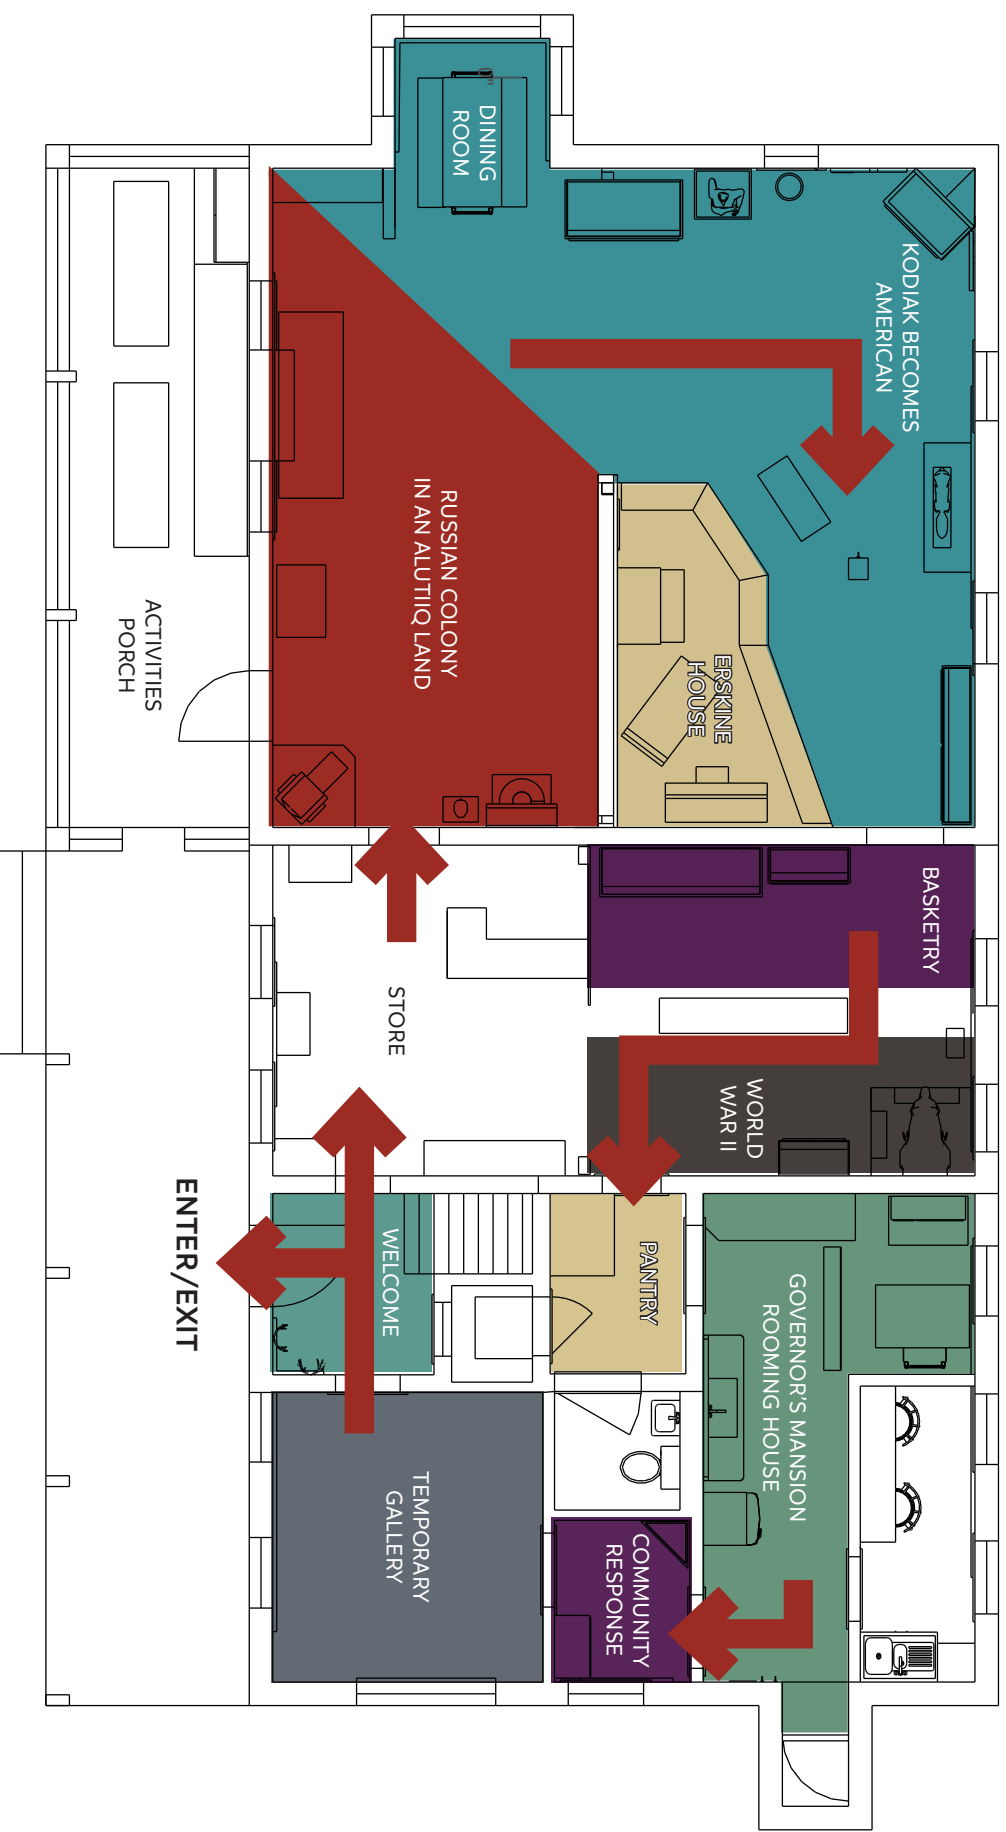 DINING
ROOM
KODIAK BECOMES
AMERICAN
RUSSIAN COLONY
IN AN ALUTIIQ LAND
ERSKINE
HOUSE
ACTIVITIES
PORCH
BASKETRY
STORE
WORLD
WAR II
ENTER/EXIT
WELCOME
PANTRY
GOVERNOR'S MANSION
ROOMING HOUSE
TEMPORARY
GALLERY
COMMUNITY
RESPONSE